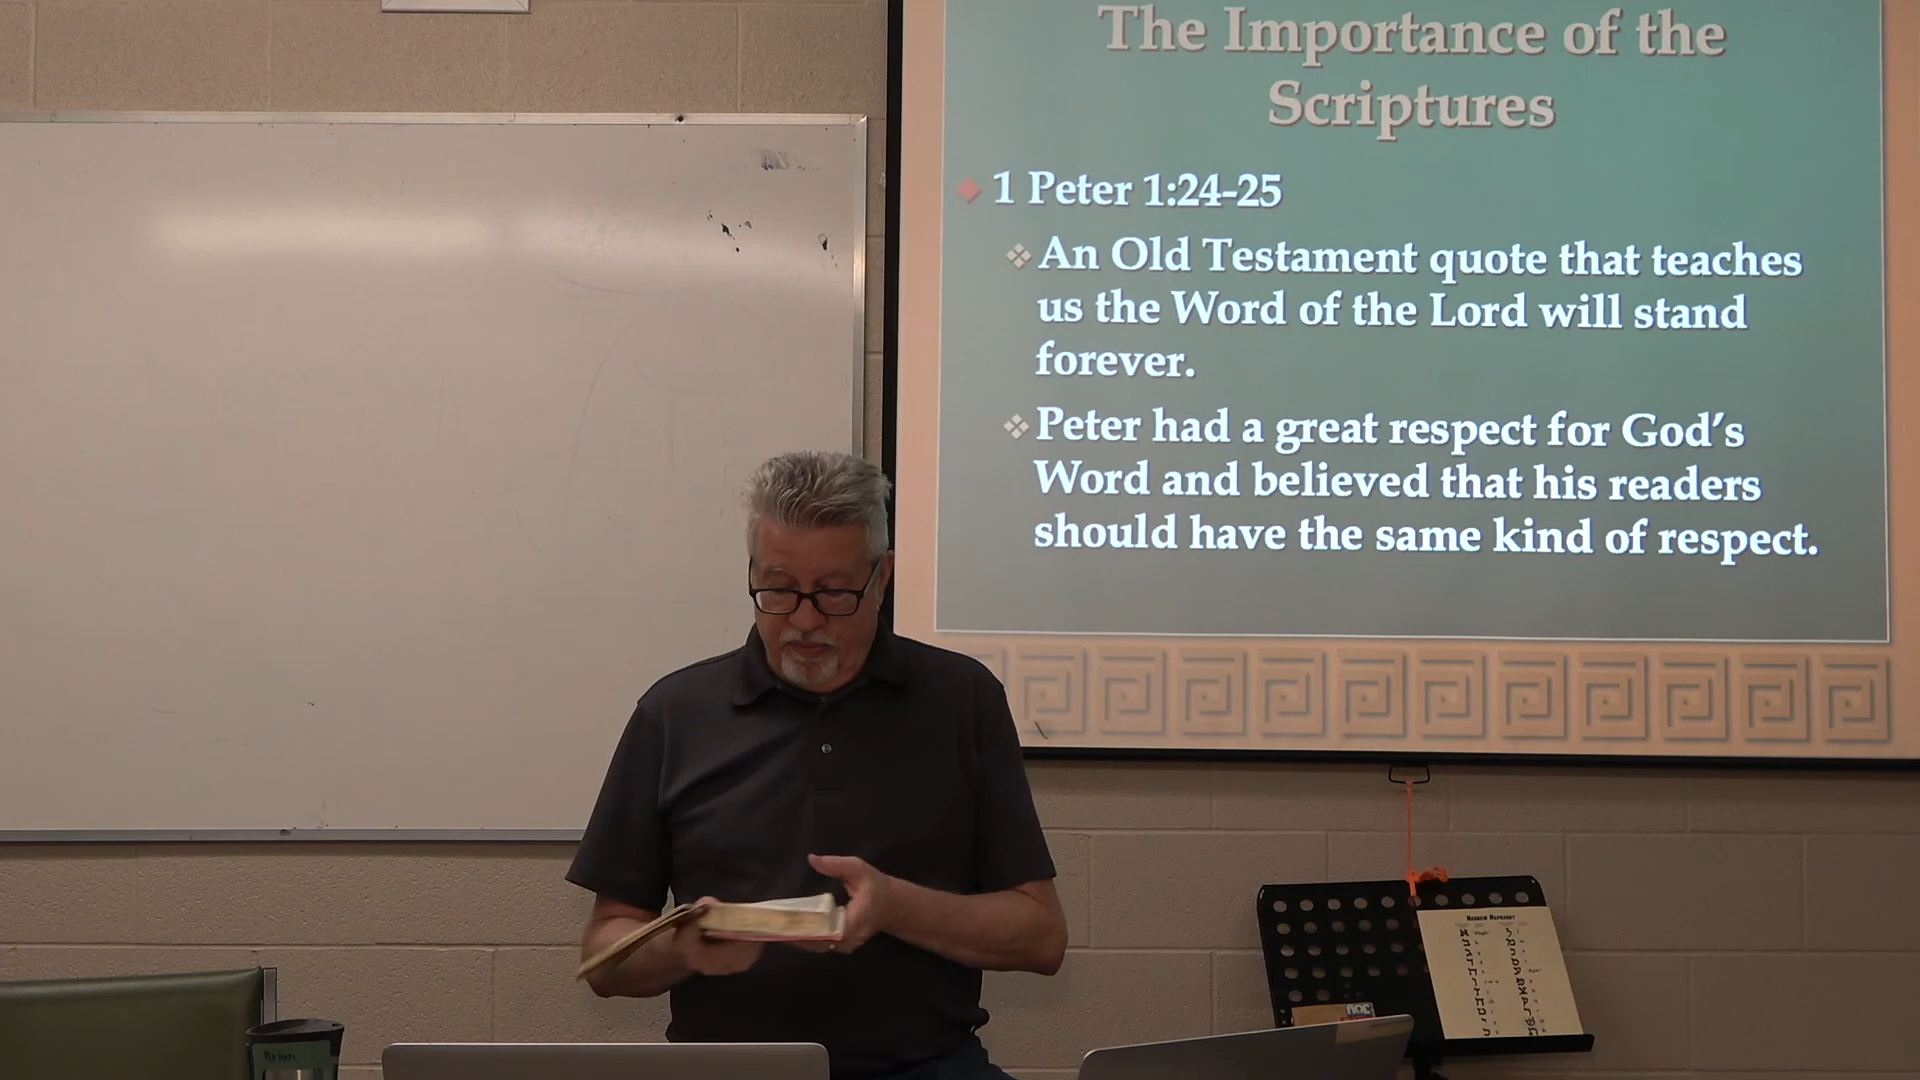 The Importance of the
Scriptures
1 Peter 1:24-25
An Old Testament quote that teaches
us the Word of the Lord will stand
forever.
Peter had a great respect for God's
Word and believed that his readers
should have the same kind of respect.
Hebrew Alphabet